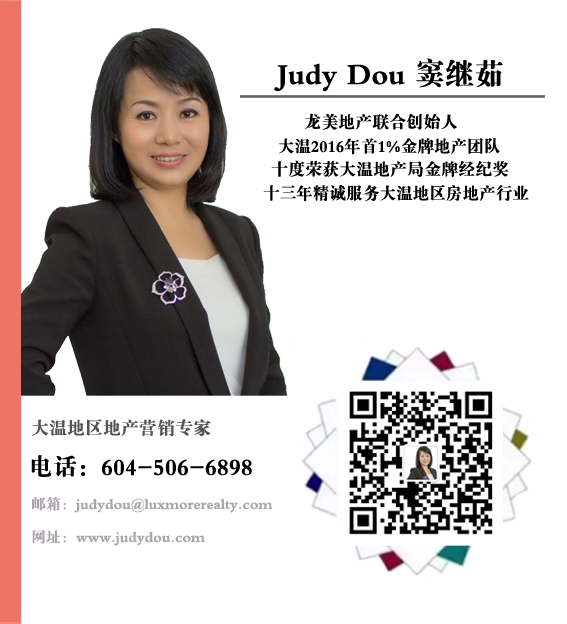 Judy Dou 窦继茹
龙美地产联合创始人
大温2016年首1%金牌地产团队
十度荣获大温地产局金牌经纪奖
十三年精诚服务大温地区房地产行业
大温地区地产营销专家
电话：604-506-6898
邮箱：judydou@luxmorerealty.com
网址：www.judydou.com